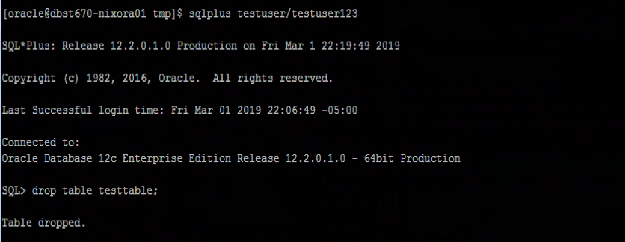 [oracle@dbst670-nixora01 tmp]$ sqlplus testuser/testuser123
SQL*Plus: Release 12.2.0.1.0 Production on Fri Mar 1 22:19:49 2019
Copyright (c) 1982, 2016, Oracle.  All rights reserved.
Last Successful login time: Fri Mar 01 2019 22:06:49 -05:00
Connected to:
Oracle Database 12c Enterprise Edition Release 12.2.0.1.0 - 64bit Production
SQL> drop table testtable;
Table dropped.